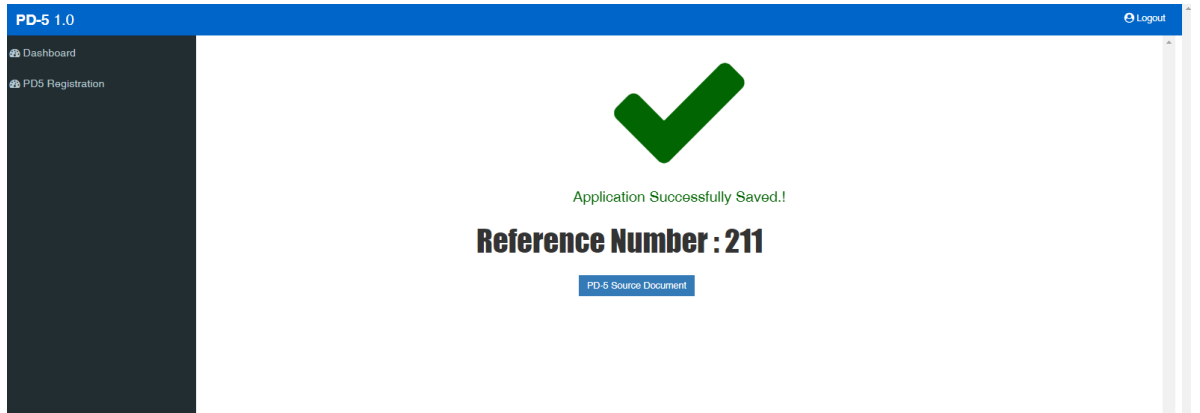 PD-5 1.0
Logout
Dashboard
PD5 Registration
Application Successfully Saved.!
Reference Number : 211
PD-5 Source Document